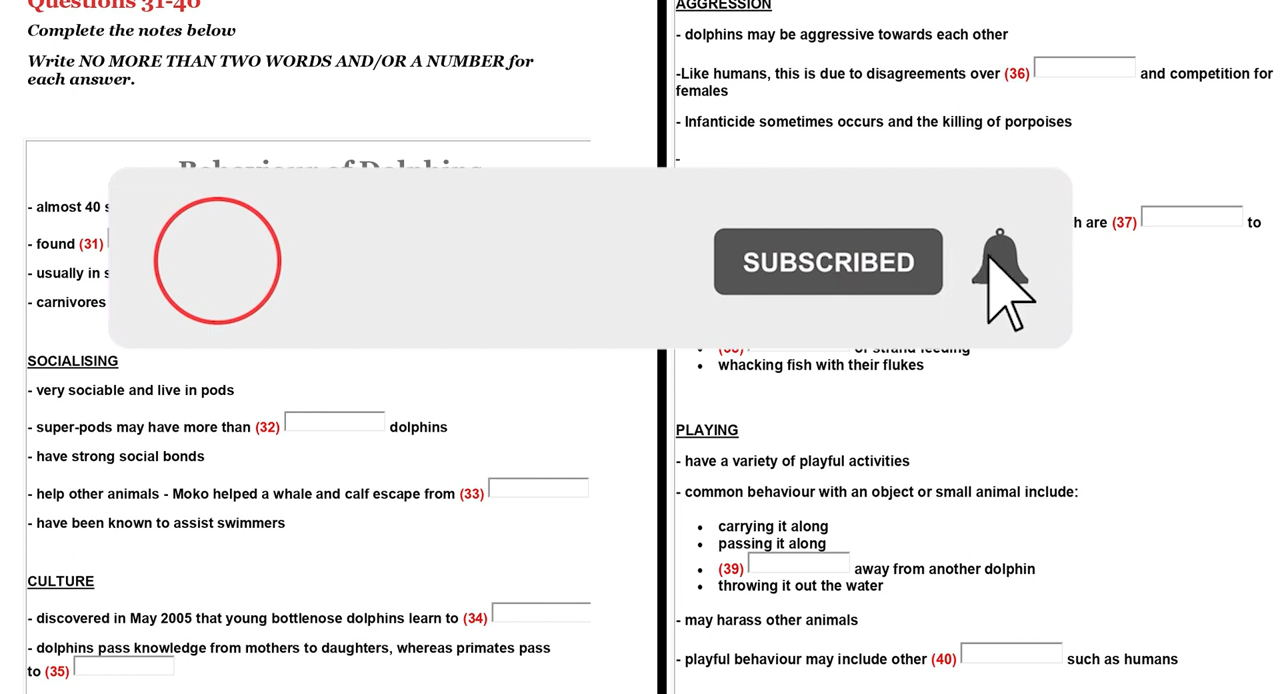 Questions 31-40
Complete the notes below
Write NO MORE THAN TWO WORDS AND/OR A NUMBER for
each answer.
Behaviour of Dolphins
- almost 40
- found (31)
- usually in
- carnivores
SOCIALISING
- very sociable and live in pods
- super-pods may have more than (32) dolphins
- have strong social bonds
- help other animals - Moko helped a whale and calf escape from (33)
- have been known to assist swimmers
CULTURE
- discovered in May 2005 that young bottlenose dolphins learn to (34)
- dolphins pass knowledge from mothers to daughters, whereas primates pass
to (35)
AGGRESSION
- dolphins may be aggressive towards each other
-Like humans, this is due to disagreements over (36) and competition for
females
- Infanticide sometimes occurs and the killing of porpoises
-
are (37) to
SUBSCRIBED
or strand feeding
• whacking fish with their flukes
PLAYING
- have a variety of playful activities
- common behaviour with an object or small animal include:
• carrying it along
• passing it along
• (39) away from another dolphin
• throwing it out the water
- may harass other animals
- playful behaviour may include other (40) such as humans